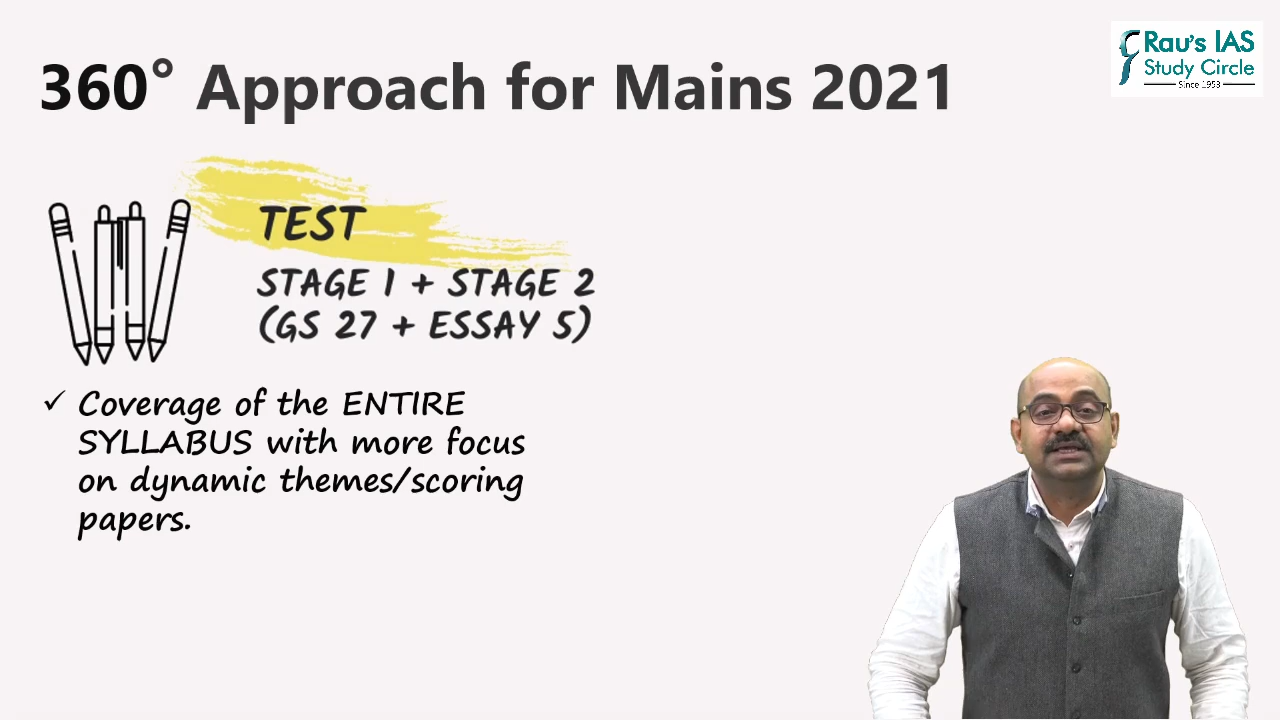 360° Approach for Mains 2021
Rau's IAS
Study Circle
Since 1953
TEST
STAGE 1 + STAGE 2
(GS 27 + ESSAY 5)
✓ Coverage of the ENTIRE
SYLLABUS with more focus
on dynamic themes/scoring
papers.